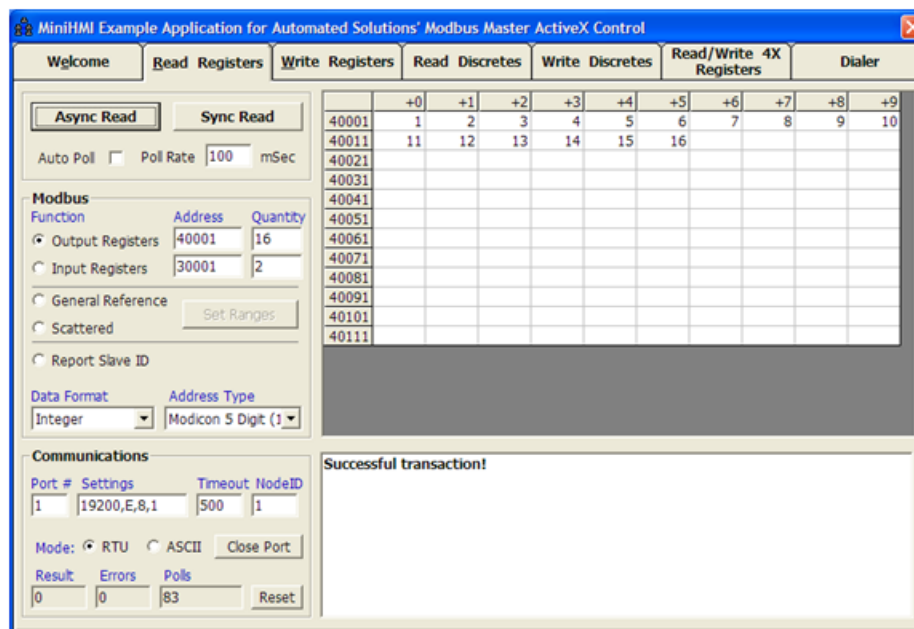 MiniHMI Example Application for Automated Solutions' Modbus Master ActiveX Control
Welcome
Read Registers
Write Registers
Read Discretes
Write Discretes
Read/Write 4X
Registers
Dialer
Async Read
Sync Read
Auto Poll
Poll Rate 100 mSec
Modbus
Function Address Quantity
Output Registers 40001 16
Input Registers 30001 2
General Reference
Set Ranges
Scattered
Report Slave ID
Data Format Address Type
Integer Modicon 5 Digit (1
Communications
Port # Settings Timeout NodeID
1 19200,E,8,1 500 1
Mode: RTU ASCII Close Port
Result Errors Polls
0 0 83 Reset
+0 +1 +2 +3 +4 +5 +6 +7 +8 +9
40001 1 2 3 4 5 6 7 8 9 10
40011 11 12 13 14 15 16
40021
40031
40041
40051
40061
40071
40081
40091
40101
40111
Successful transaction!